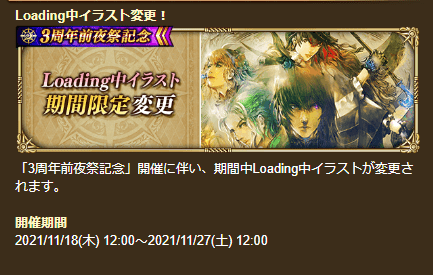 Loading中イラスト変更！
3周年前夜祭記念
Loading中イラスト
期間限定変更
「3周年前夜祭記念」開催に伴い、期間中Loading中イラストが変更さ
れます。
開催期間
2021/11/18(木) 12:00～2021/11/27(土) 12:00